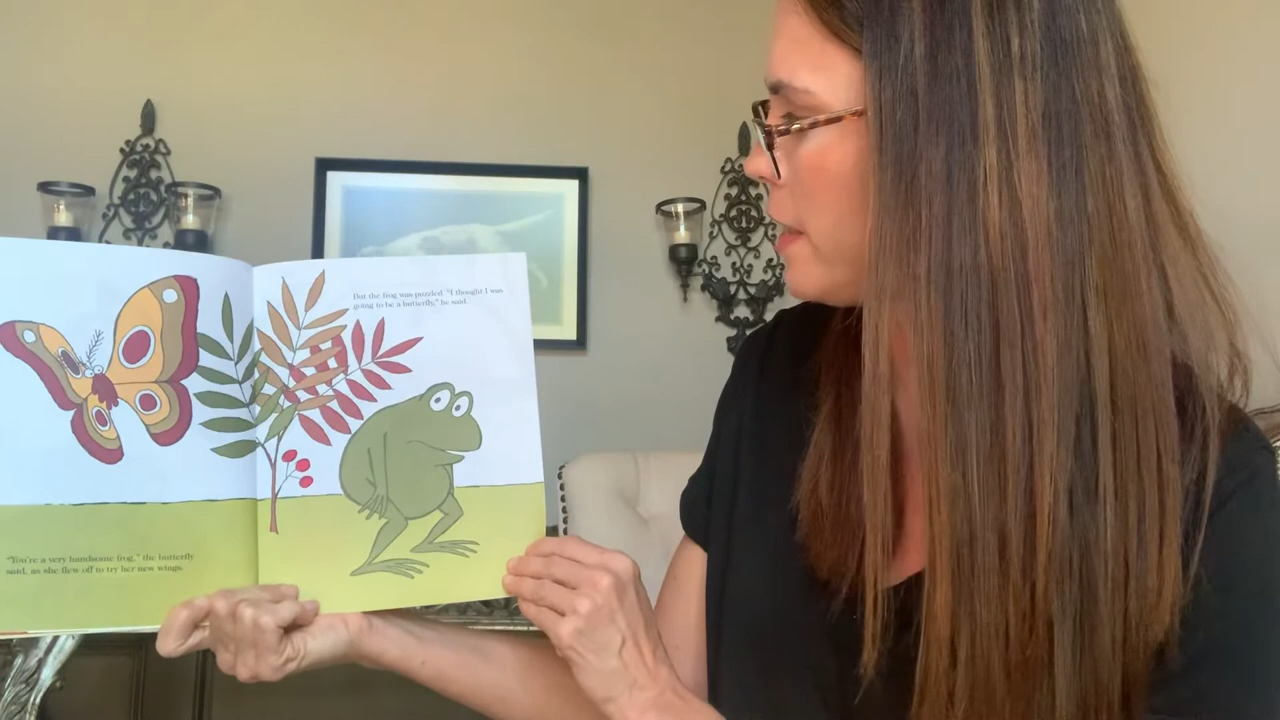 "You're a very handsome frog," the butterfly
said, as she flew off to try her new wings.
But the frog was puzzled. "I thought I was
going to be a butterfly," he said.